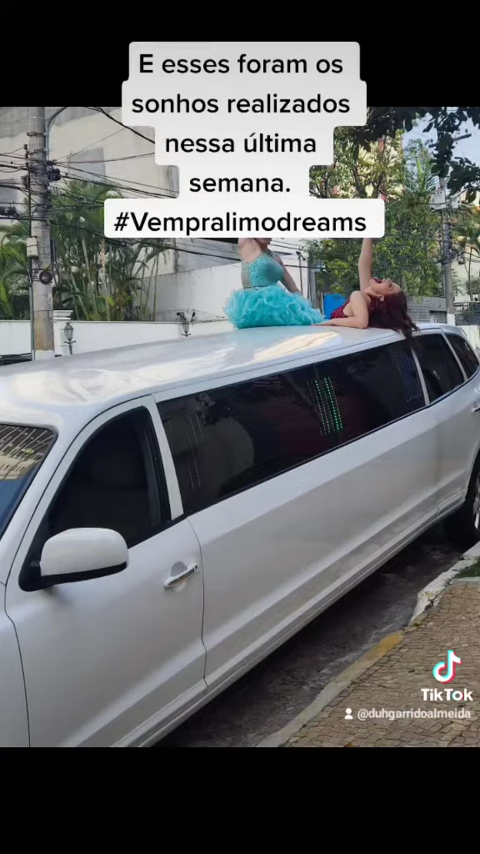 E esses foram os
sonhos realizados
nessa última
semana.
#Vempralimodreams
TikTok
@duhgarridoalmeida